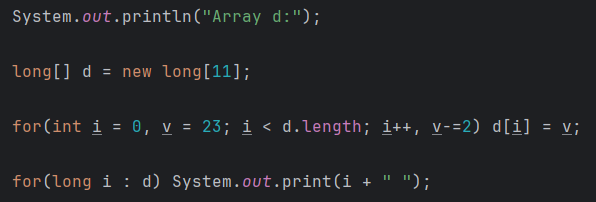 System.out.println("Array d:");
long[] d = new long[11];
for(int i = 0, v = 23; i < d.length; i++, v-=2) d[i] = v;
for(long i : d) System.out.print(i + " ");